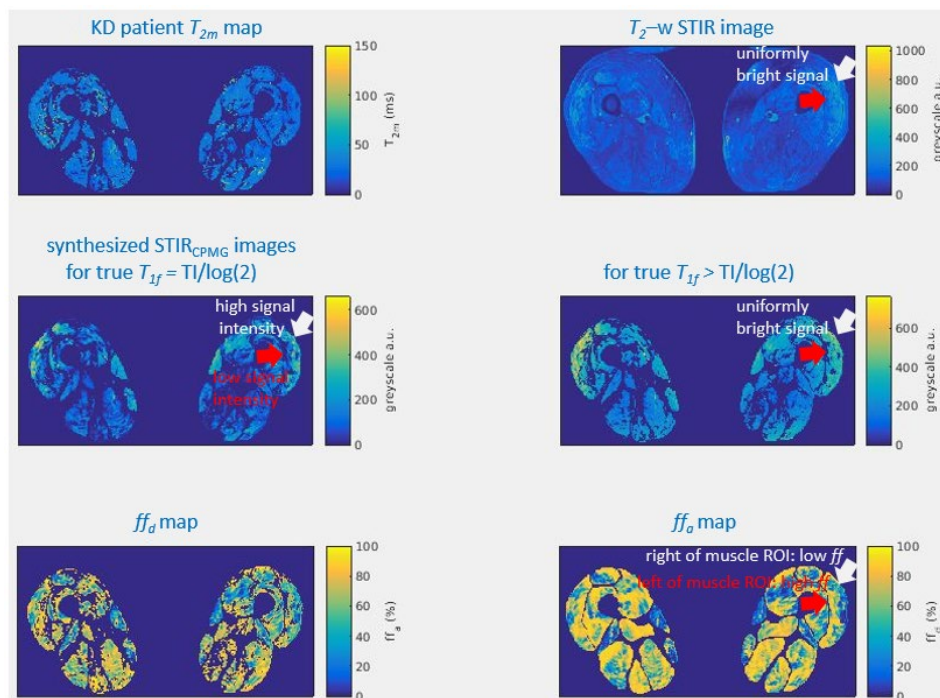 KD patient T2m map
150
100
50
0
T2m (ms)
T2–w STIR image
uniformly
bright signal
1000
800
600
400
200
0
greyscale a.u.
synthesized STIRCPMG images
for true T1f = TI/log(2)
high signal
intensity
low signal
intensity
600
400
200
0
greyscale a.u.
for true T1f > TI/log(2)
uniformly
bright signal
600
400
200
0
greyscale a.u.
ffd map
100
80
60
40
20
0
ffa (%)
ffa map
right of muscle ROI: low ff
left of muscle ROI: high ff
100
80
60
40
20
0
ffd (%)